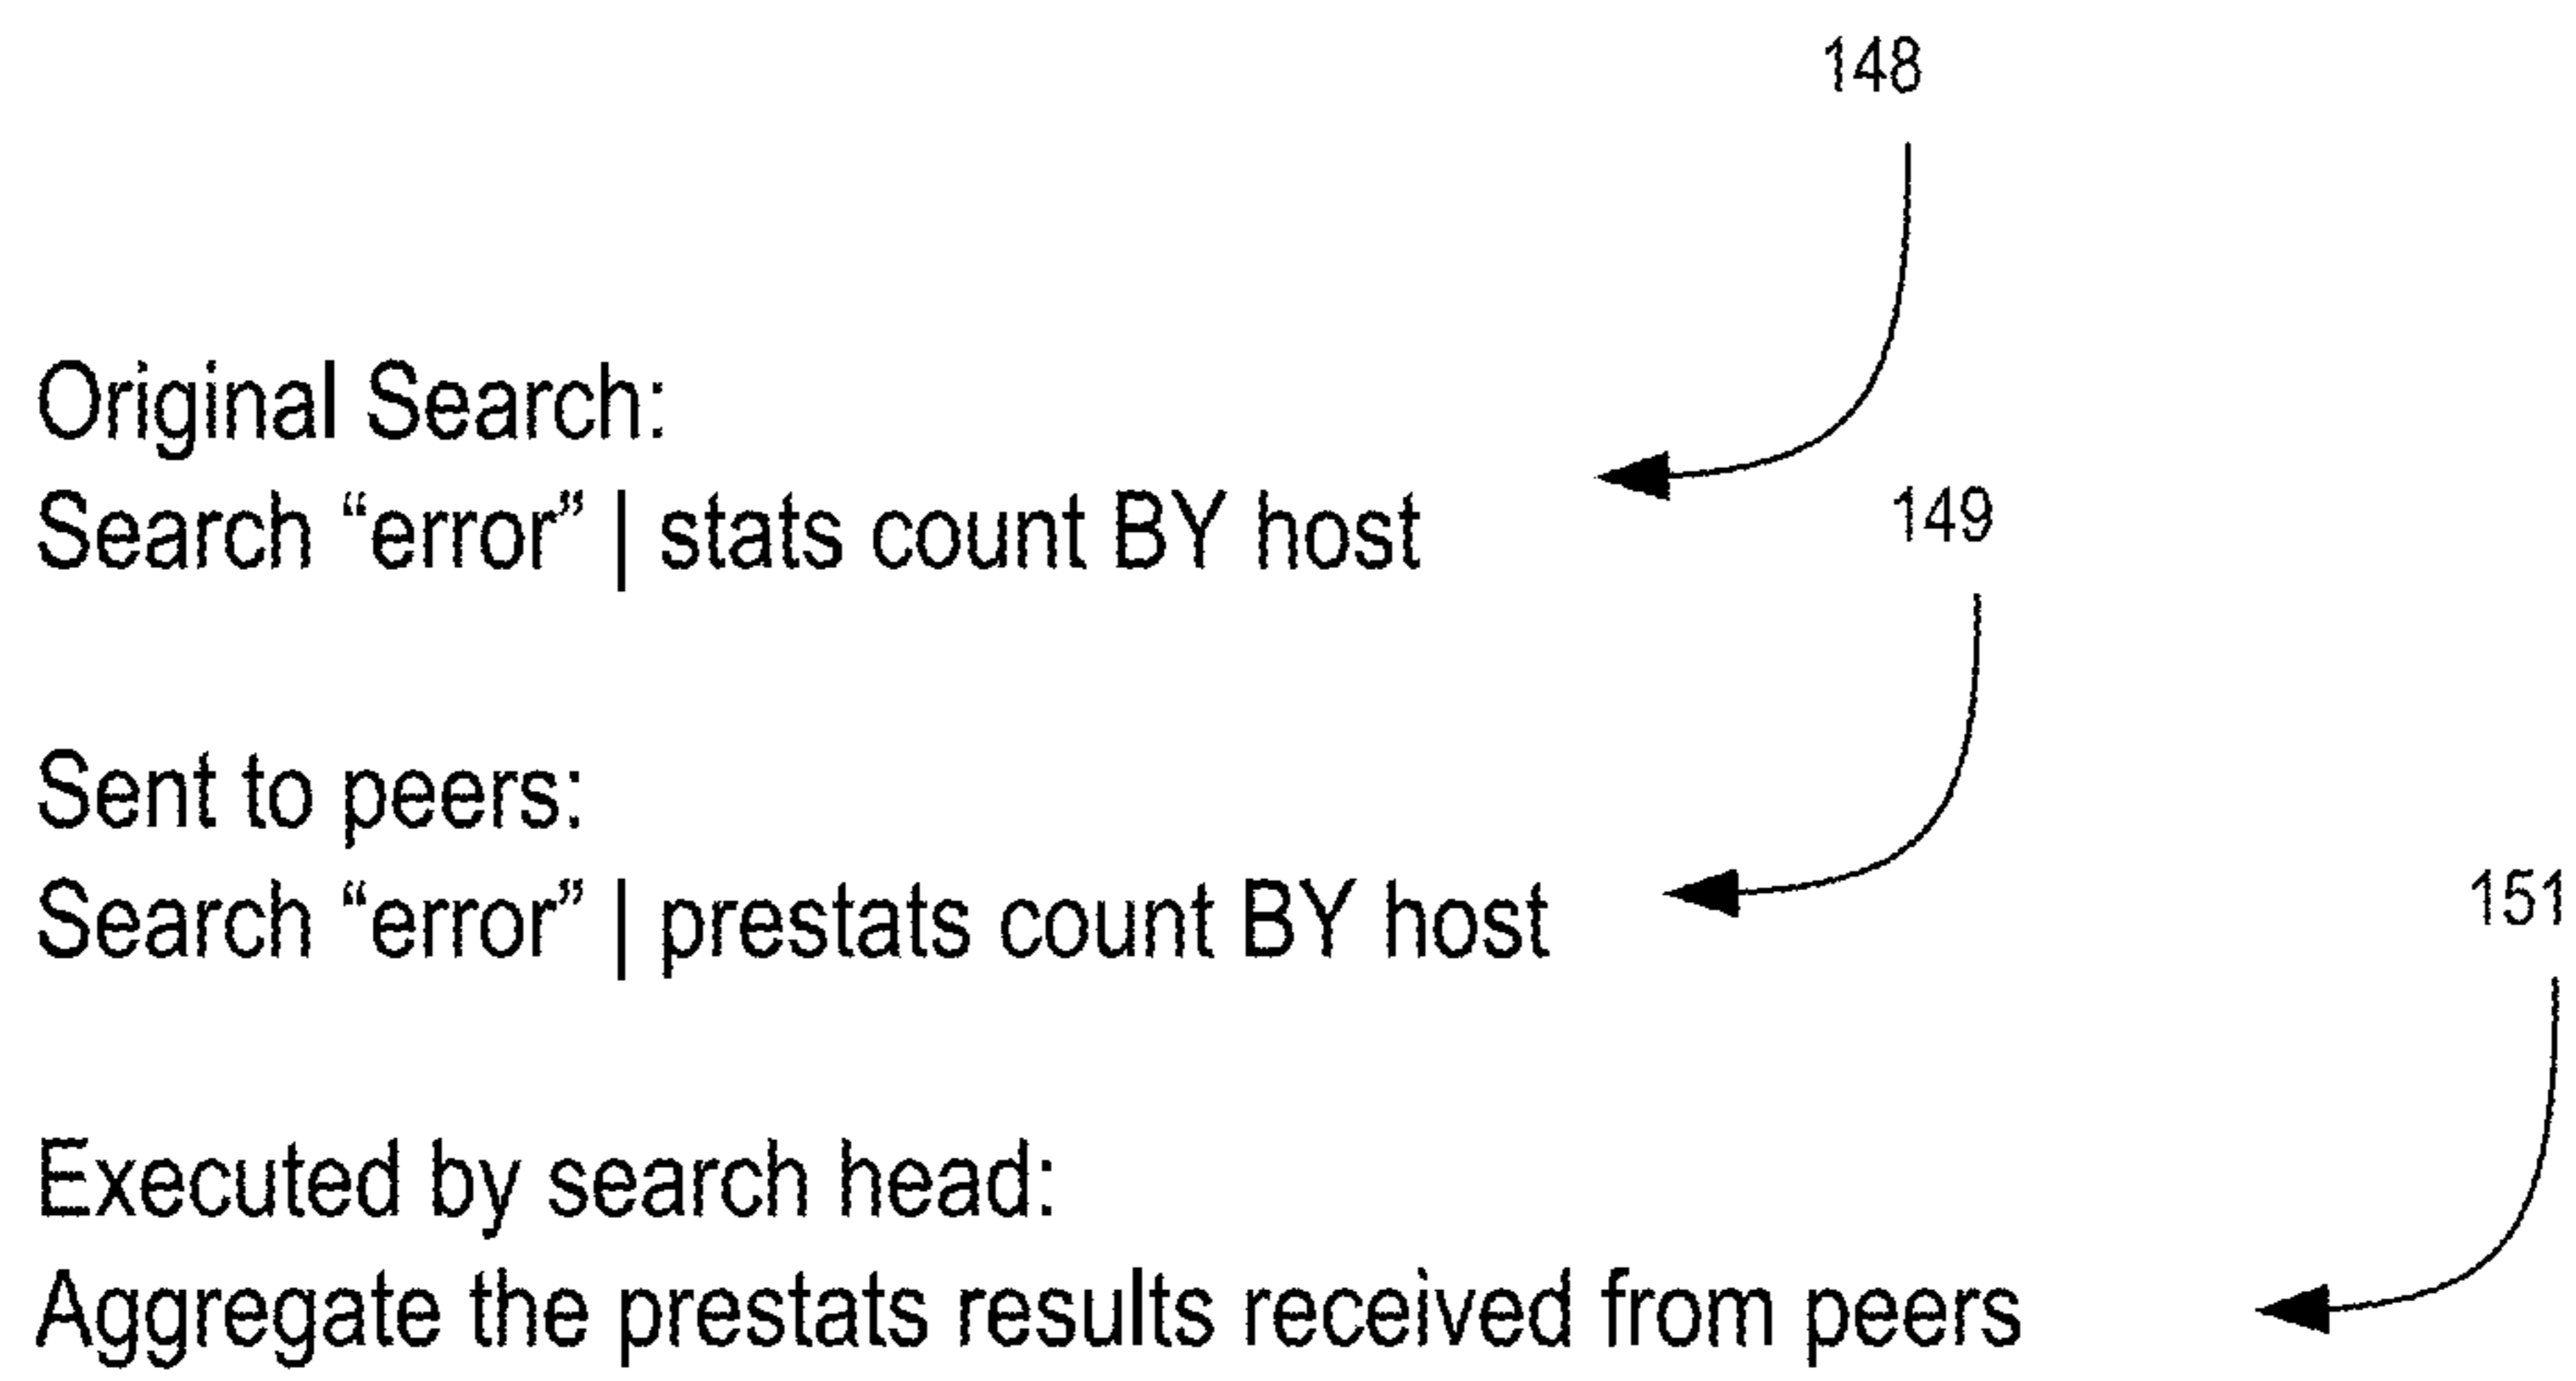 148
Original Search:
Search “error” | stats count BY host
149
Sent to peers:
Search “error” | prestats count BY host
151
Executed by search head:
Aggregate the prestats results received from peers